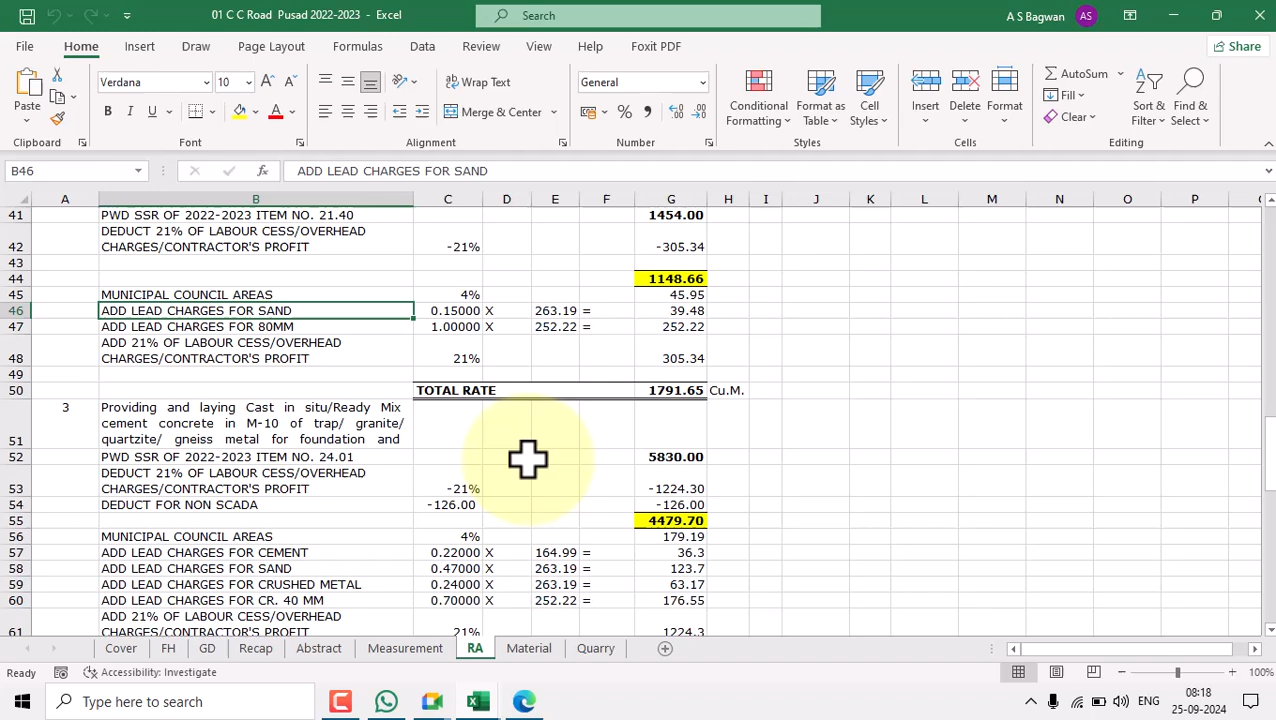 01 C C Road Pusad 2022-2023 - Excel
Search
A S Bagwan AS
File Home Insert Draw Page Layout Formulas Data Review View Help Foxit PDF Share
Paste
Clipboard
Verdana 10
B I U A
Font
Wrap Text
Merge & Center
Alignment
General
%
Number
Conditional Formatting
Format as Table
Cell Styles
Styles
Insert Delete Format
Cells
AutoSum
Fill
Clear
Sort & Filter
Find & Select
Editing
B46 fx ADD LEAD CHARGES FOR SAND
A B C D E F G H I J K L M N O P
41 PWD SSR OF 2022-2023 ITEM NO. 21.40 1454.00
DEDUCT 21% OF LABOUR CESS/OVERHEAD
42 CHARGES/CONTRACTOR'S PROFIT -21% -305.34
43
44 1148.66
45 MUNICIPAL COUNCIL AREAS 4% 45.95
46 ADD LEAD CHARGES FOR SAND 0.15000 X 263.19 = 39.48
47 ADD LEAD CHARGES FOR 80MM 1.00000 X 252.22 = 252.22
ADD 21% OF LABOUR CESS/OVERHEAD
48 CHARGES/CONTRACTOR'S PROFIT 21% 305.34
49
50 TOTAL RATE 1791.65 Cu.M.
3 Providing and laying Cast in situ/Ready Mix
cement concrete in M-10 of trap/ granite/
51 quartzite/ gneiss metal for foundation and
52 PWD SSR OF 2022-2023 ITEM NO. 24.01 5830.00
DEDUCT 21% OF LABOUR CESS/OVERHEAD
53 CHARGES/CONTRACTOR'S PROFIT -21% -1224.30
54 DEDUCT FOR NON SCADA -126.00 -126.00
55 4479.70
56 MUNICIPAL COUNCIL AREAS 4% 179.19
57 ADD LEAD CHARGES FOR CEMENT 0.22000 X 164.99 = 36.3
58 ADD LEAD CHARGES FOR SAND 0.47000 X 263.19 = 123.7
59 ADD LEAD CHARGES FOR CRUSHED METAL 0.24000 X 263.19 = 63.17
60 ADD LEAD CHARGES FOR CR. 40 MM 0.70000 X 252.22 = 176.55
ADD 21% OF LABOUR CESS/OVERHEAD
61 CHARGES/CONTRACTOR'S PROFIT 21% 1224.3
Cover FH GD Recap Abstract Measurement RA Material Quarry
Ready Accessibility: Investigate 100%
Type here to search
08:18
25-09-2024